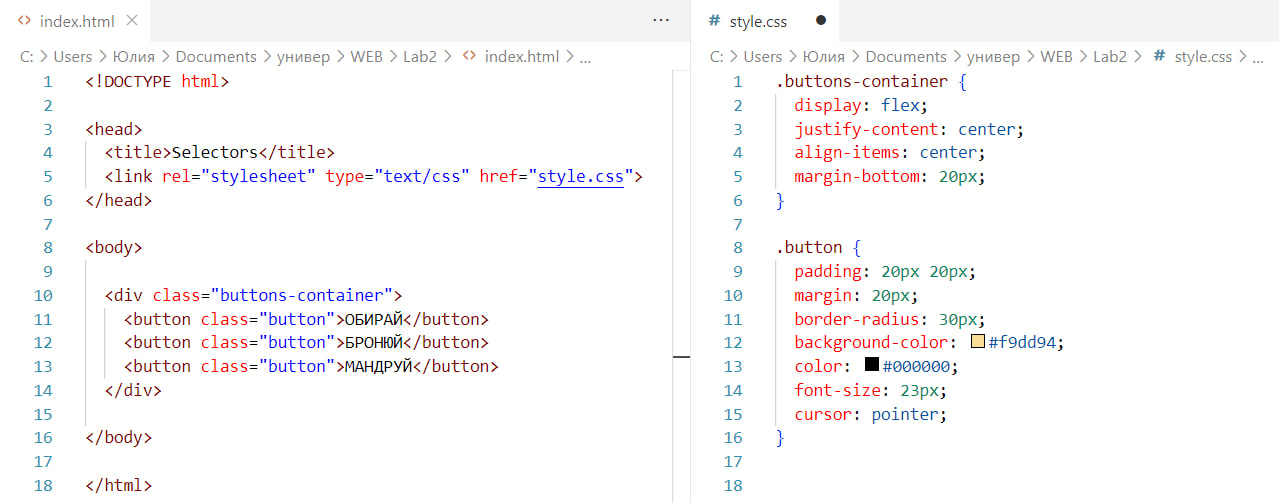 index.html
C: > Users > Юлия > Documents > универ > WEB > Lab2 > index.html > ...
1 <!DOCTYPE html>
2
3 <head>
4 <title>Selectors</title>
5 <link rel="stylesheet" type="text/css" href="style.css">
6 </head>
7
8 <body>
9
10 <div class="buttons-container">
11 <button class="button">ОБИРАЙ</button>
12 <button class="button">БРОНЮЙ</button>
13 <button class="button">МАНДРУЙ</button>
14 </div>
15
16 </body>
17
18 </html>
style.css
C: > Users > Юлия > Documents > универ > WEB > Lab2 > # style.css > ...
1 .buttons-container {
2 display: flex;
3 justify-content: center;
4 align-items: center;
5 margin-bottom: 20px;
6 }
7
8 .button {
9 padding: 20px 20px;
10 margin: 20px;
11 border-radius: 30px;
12 background-color: #f9dd94;
13 color: #000000;
14 font-size: 23px;
15 cursor: pointer;
16 }
17
18